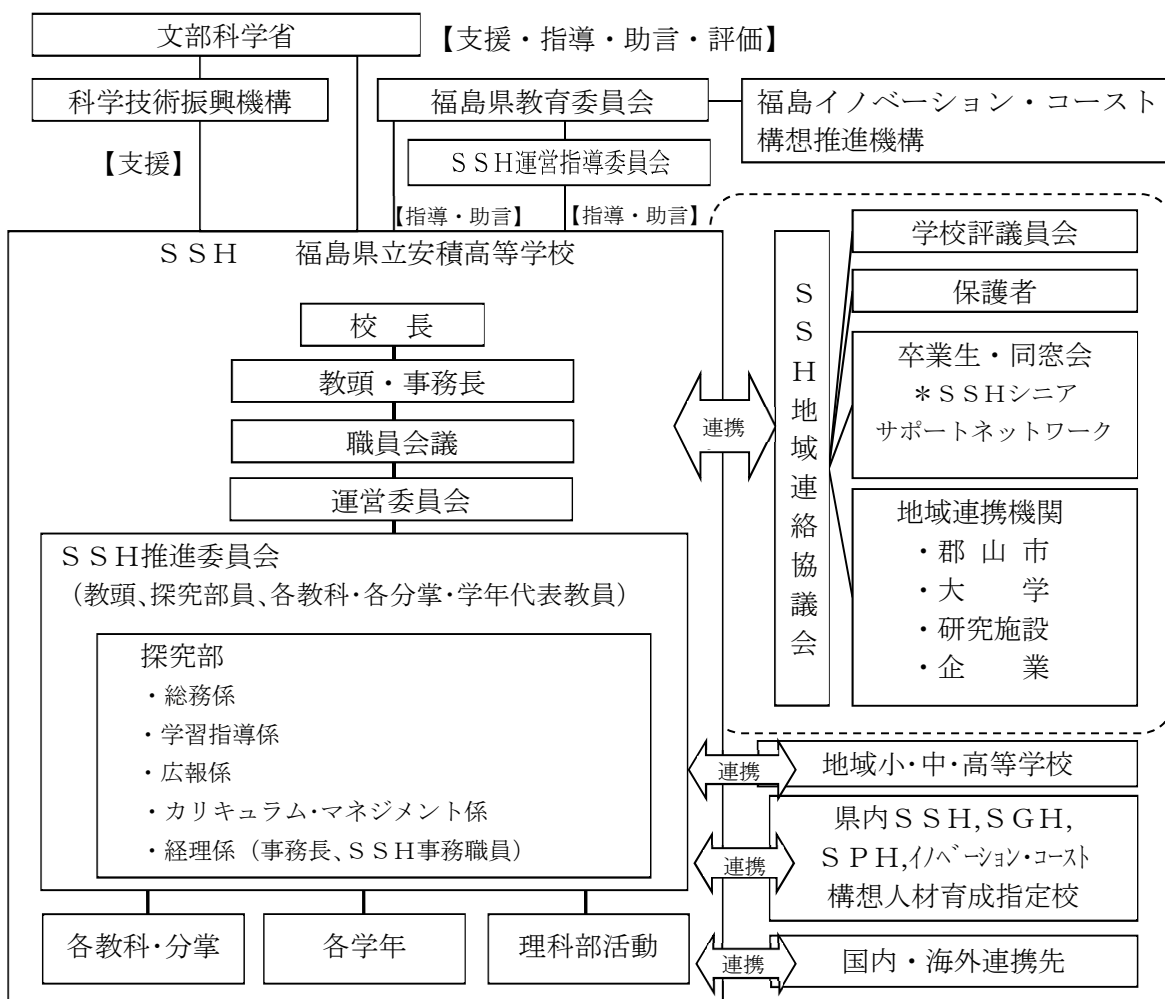 文部科学省
【支援・指導・助言・評価】
科学技術振興機構
福島県教育委員会
福島イノベーション・コースト
構想推進機構
【支援】
ＳＳＨ運営指導委員会
【指導・助言】
【指導・助言】
ＳＳＨ　　福島県立安積高等学校
校　長
教頭・事務長
職員会議
運営委員会
ＳＳＨ推進委員会
（教頭、探究部員、各教科・各分掌・学年代表教員）
探究部
・総務係
・学習指導係
・広報係
・カリキュラム・マネジメント係
・経理係（事務長、ＳＳＨ事務職員）
各教科・分掌
各学年
理科部活動
連携
ＳＳＨ地域連絡協議会
学校評議員会
保護者
卒業生・同窓会
＊ＳＳＨシニア
サポートネットワーク
地域連携機関
・郡 山 市
・大　　学
・研究施設
・企　　業
連携
地域小・中・高等学校
連携
県内ＳＳＨ,ＳＧＨ,
ＳＰＨ,ｲﾉﾍﾞｰｼｮﾝ・ｺｰｽﾄ
構想人材育成指定校
連携
国内・海外連携先